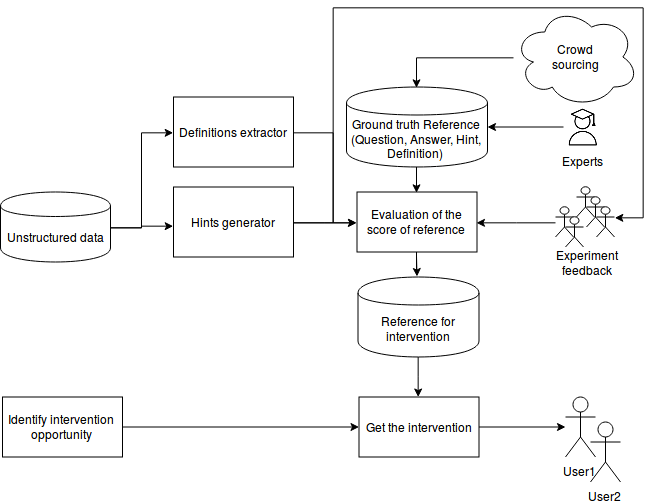 Crowd
sourcing
Definitions extractor
Ground truth Reference
(Question, Answer, Hint,
Definition)
Experts
Unstructured data
Hints generator
Evaluation of the
score of reference
Experiment
feedback
Reference for
intervention
Identify intervention
opportunity
Get the intervention
User1
User2